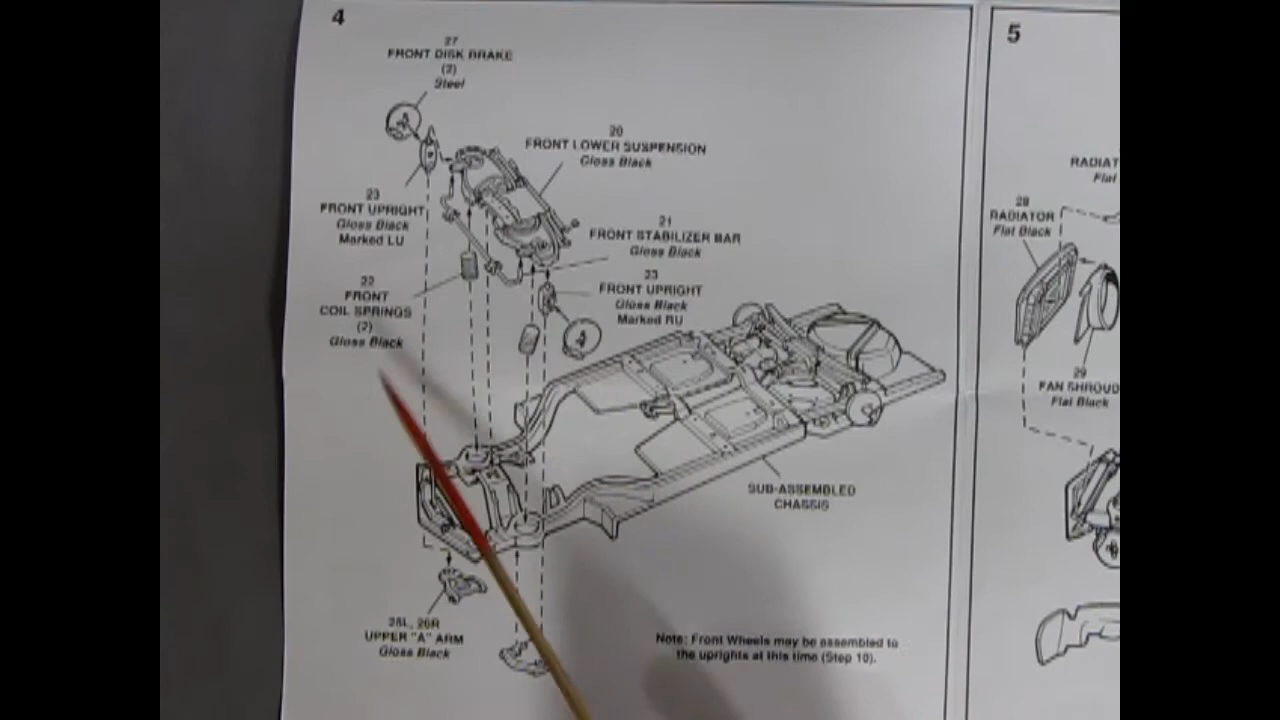 4
27
FRONT DISK BRAKE
(2)
Steel
20
FRONT LOWER SUSPENSION
Gloss Black
23
FRONT UPRIGHT
Gloss Black
Marked LU
21
FRONT STABILIZER BAR
Gloss Black
22
FRONT
COIL SPRINGS
(2)
Gloss Black
23
FRONT UPRIGHT
Gloss Black
Marked RU
SUB-ASSEMBLED
CHASSIS
UPPER "A" ARM
Gloss Black
Note: Front Wheels may be assembled to
the uprights at this time (Step 10).
5
RADIAT
Flat
28
RADIATOR
Flat Black
29
FAN SHROUD
Flat Black